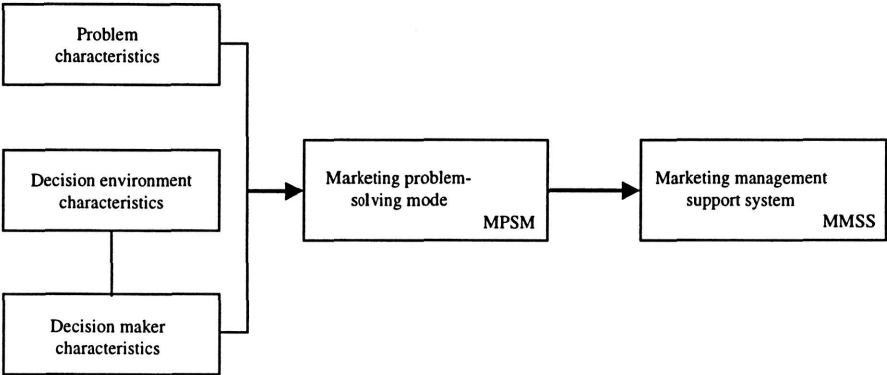 Problem
characteristics
Decision environment
characteristics
Decision maker
characteristics
Marketing problem-
solving mode
MPSM
Marketing management
support system
MMSS